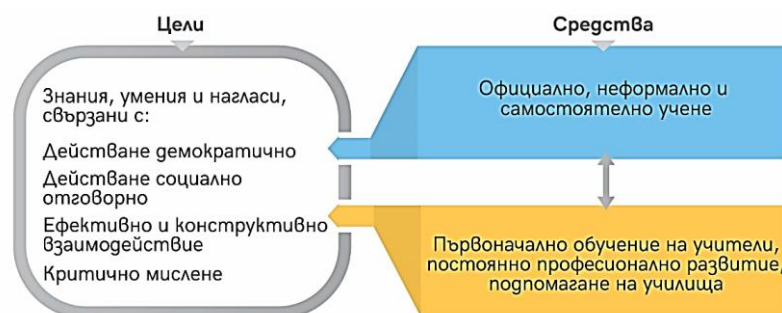 Цели
Знания, умения и нагласи,
свързани с:
Действане демократично
Действане социално
отговорно
Ефективно и конструктивно
взаимодействие
Критично мислене
Средства
Официално, неформално и
самостоятелно учене
Първоначално обучение на учители,
постоянно професионално развитие,
подпомагане на училища